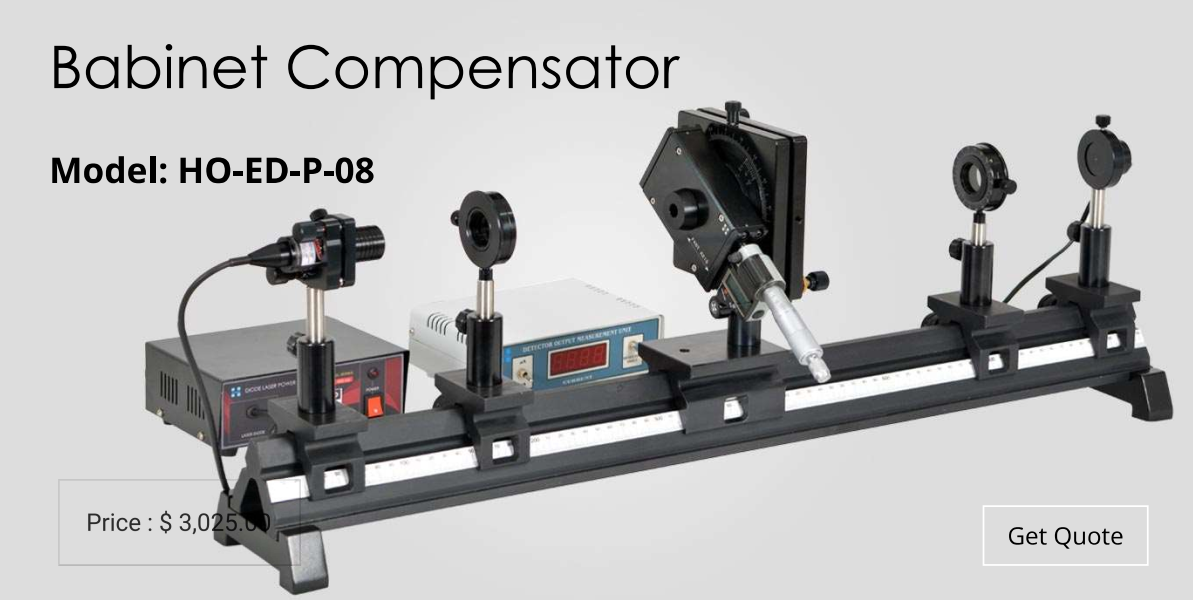 Babinet Compensator
Model: HO-ED-P-08
DETECTOR OUTPUT MEASUREMENT UNIT
DIODE LASER POWER
POWER
Price : $ 3,025.00
Get Quote